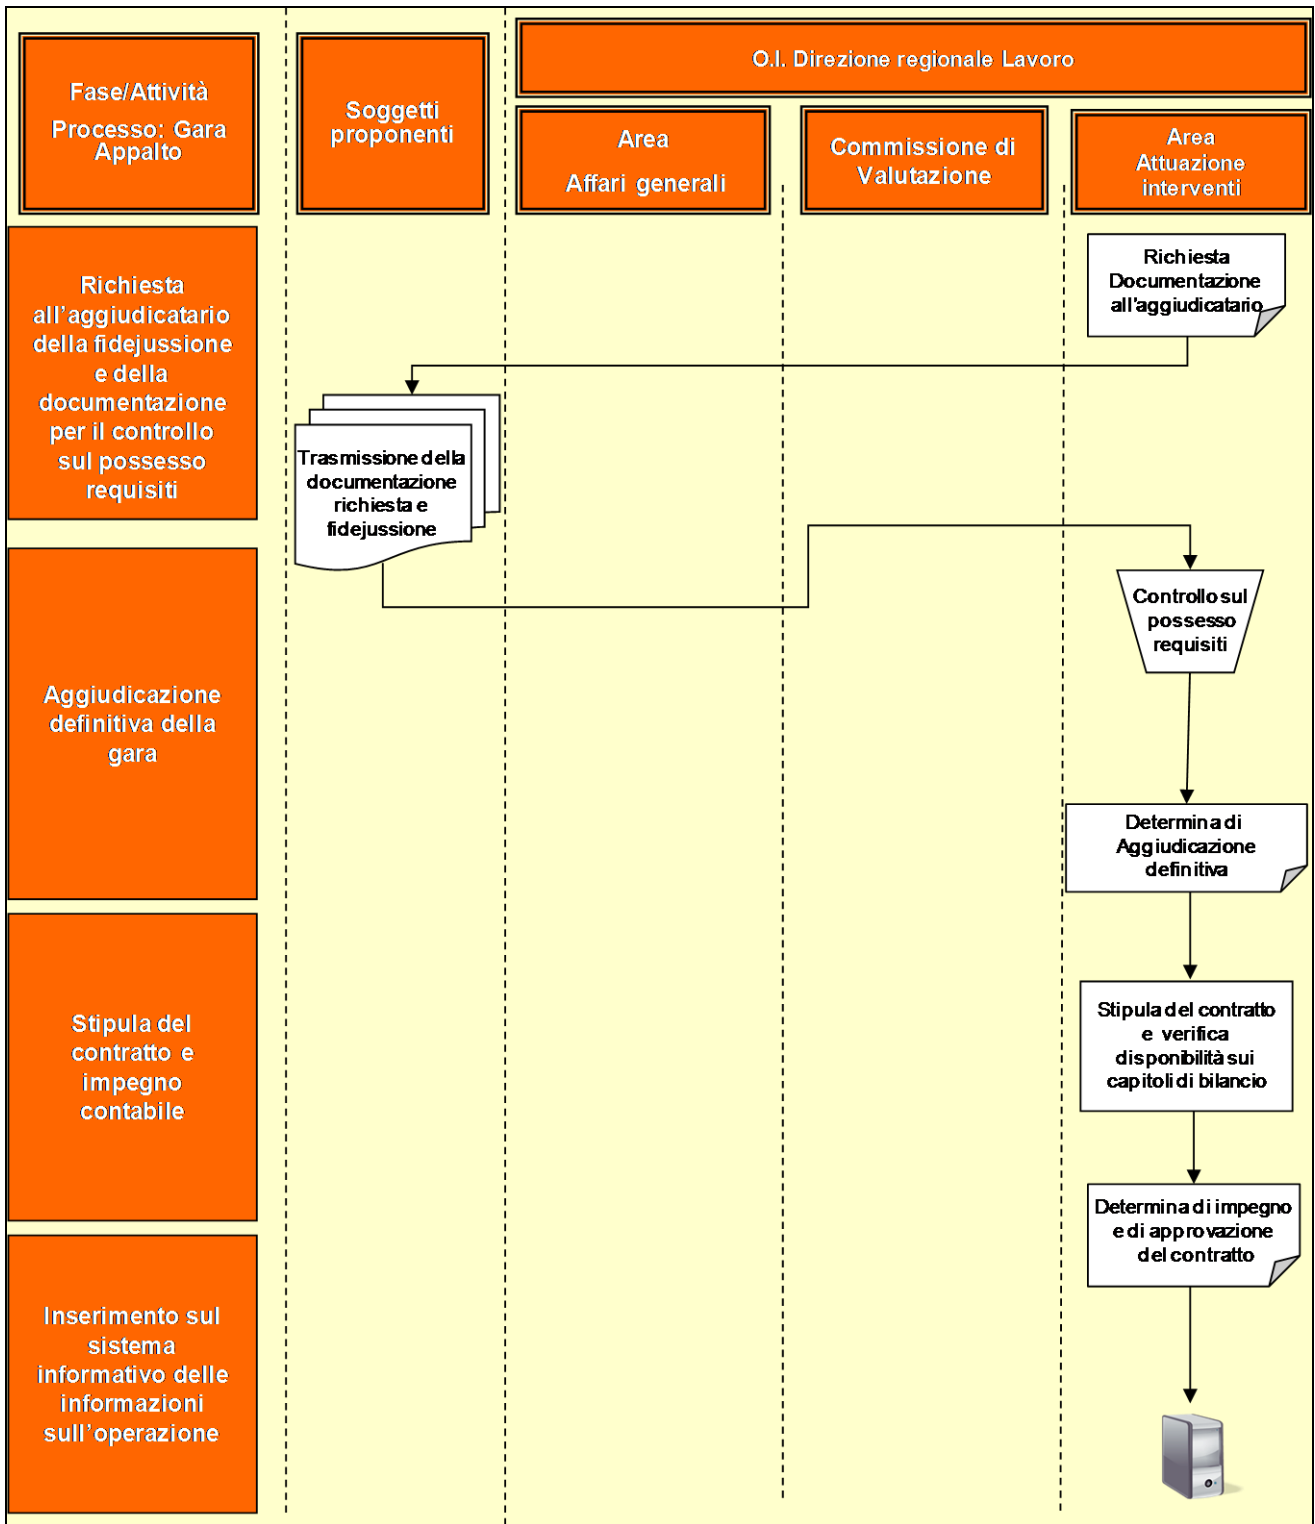 Fase/Attività
Processo: Gara
Appalto
Soggetti
proponenti
O.I. Direzione regionale Lavoro
Area
Affari generali
Commissione di
Valutazione
Area
Attuazione
interventi
Richiesta
all'aggiudicatario
della fidejussione
e della
documentazione
per il controllo
sul possesso
requisiti
Richiesta
Documentazione
all'aggiudicatario
Trasmissione della
documentazione
richiesta e
fidejussione
Aggiudicazione
definitiva della
gara
Controllo sul
possesso
requisiti
Determina di
Aggiudicazione
definitiva
Stipula del
contratto e
impegno
contabile
Stipula del contratto
e verifica
disponibilità sui
capitoli di bilancio
Determina di impegno
e di approvazione
del contratto
Inserimento sul
sistema
informativo delle
informazioni
sull'operazione